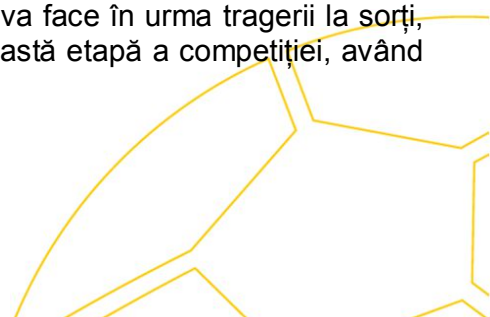 va face în urma tragerii la sorți,
astă etapă a competiției, având